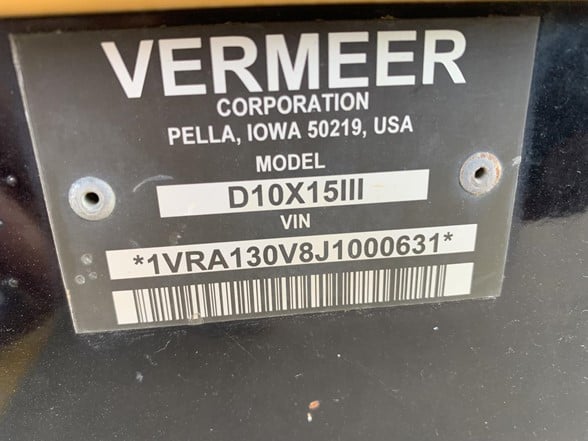 VERMEER
CORPORATION
PELLA, IOWA 50219, USA
MODEL
D10X15III
VIN
*1VRA130V8J1000631*